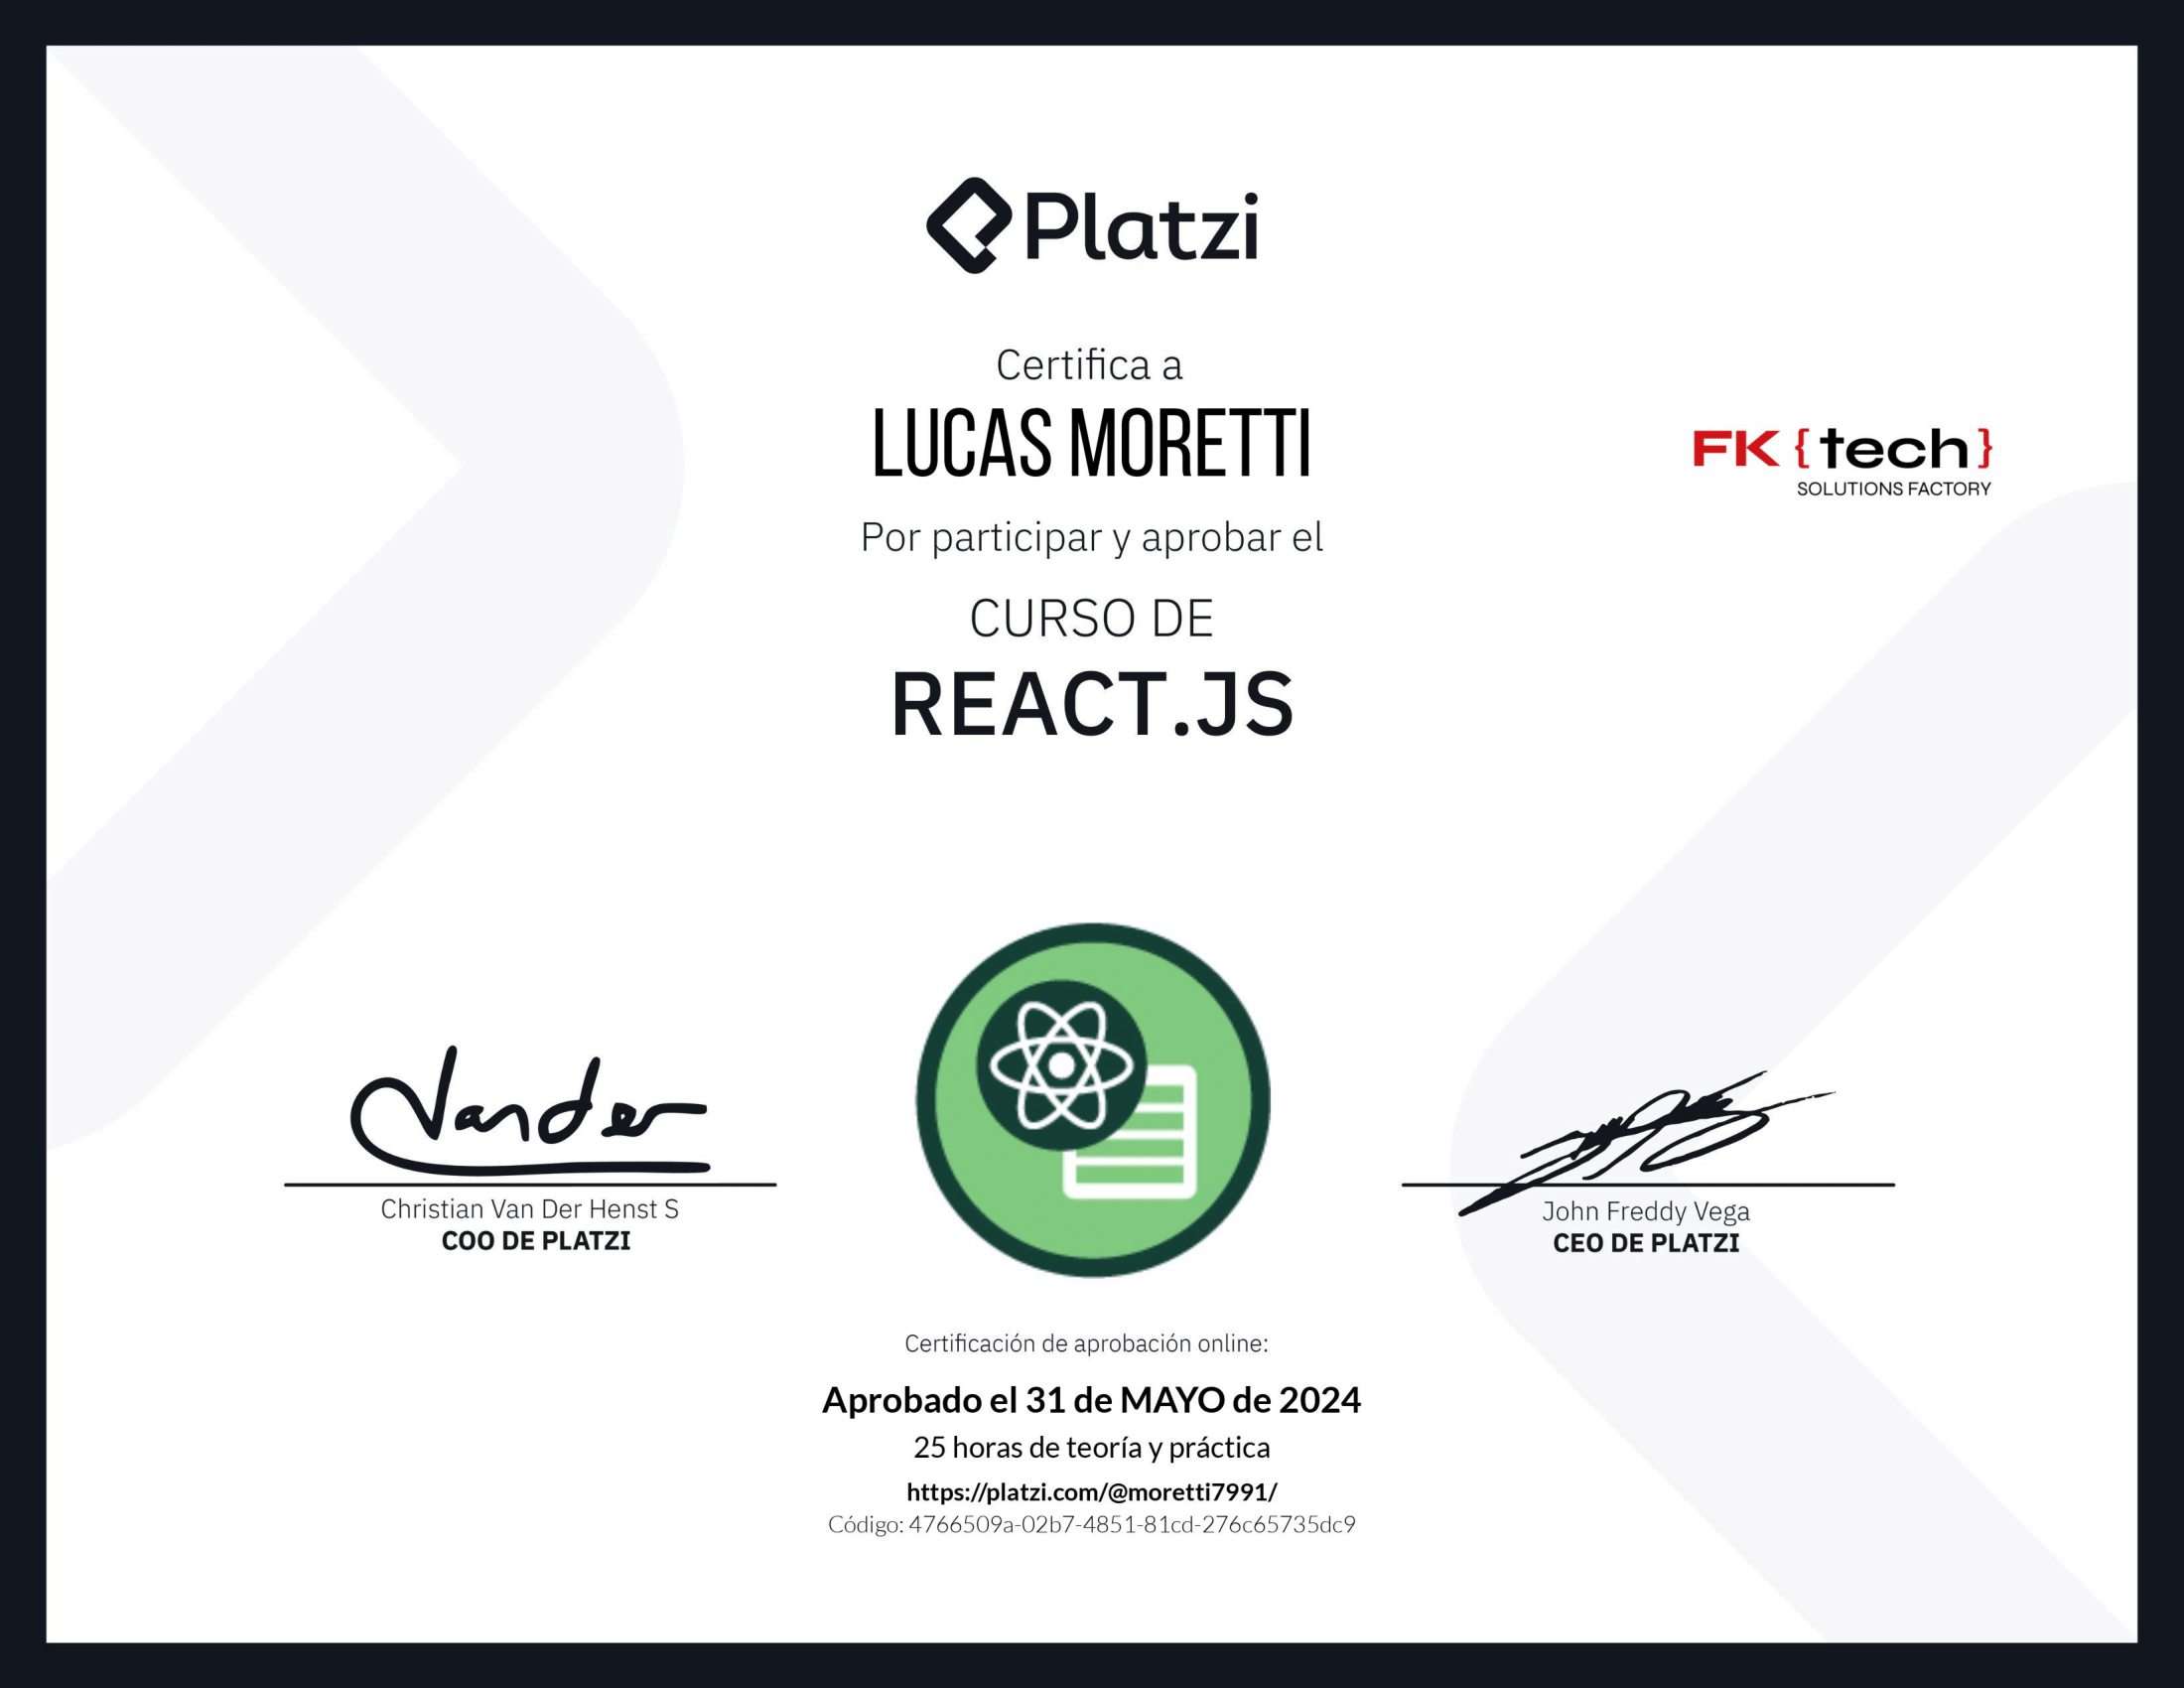 Platzi
Certifica a
LUCAS MORETTI
FK {tech}
SOLUTIONS FACTORY
Por participar y aprobar el
CURSO DE
REACT.JS
Vander
Christian Van Der Henst S
COO DE PLATZI
John Freddy Vega
CEO DE PLATZI
Certificación de aprobación online:
Aprobado el 31 de MAYO de 2024
25 horas de teoría y práctica
https://platzi.com/@moretti7991/
Código: 4766509a-02b7-4851-81cd-276c65735dc9